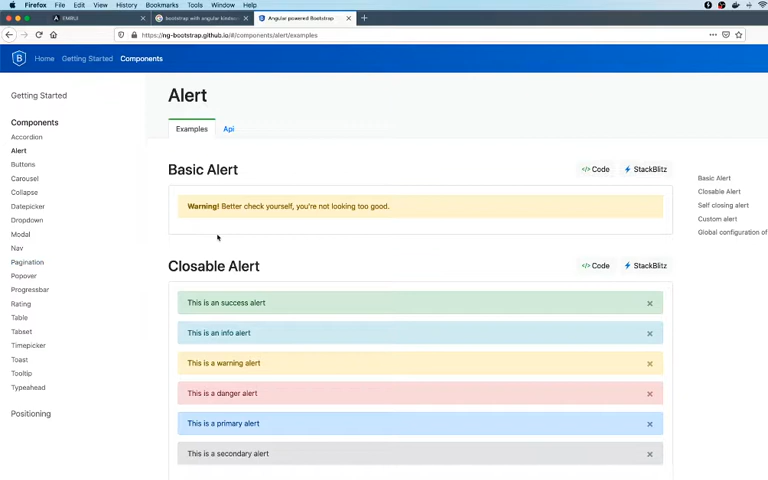 Firefox File Edit View History Bookmarks Tools Window Help
EMBUI
Angular powered Bootstrap
https://ng-bootstrap.github.io/#/components/alert/examples
B Home Getting Started Components
Getting Started
Components
Accordion
Alert
Buttons
Carousel
Collapse
Datepicker
Dropdown
Modal
Nav
Pagination
Popover
Progressbar
Rating
Table
Tabset
Timepicker
Toast
Tooltip
Typeahead
Positioning
Alert
Examples Api
Basic Alert
</> Code StackBlitz
Warning! Better check yourself, you're not looking too good.
Closable Alert
</> Code StackBlitz
This is an success alert ×
This is an info alert ×
This is a warning alert ×
This is a danger alert ×
This is a primary alert ×
This is a secondary alert ×
Basic Alert
Closable Alert
Self closing alert
Custom alert
Global configuration of